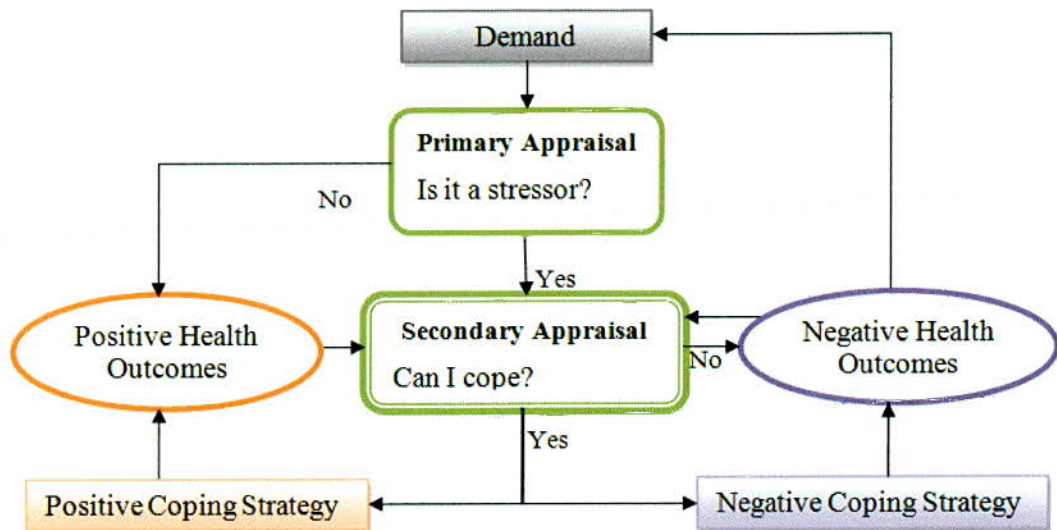 Demand
Primary Appraisal
Is it a stressor?
No
Yes
Positive Health
Outcomes
Secondary Appraisal
Can I cope?
No
Negative Health
Outcomes
Yes
Positive Coping Strategy
Negative Coping Strategy